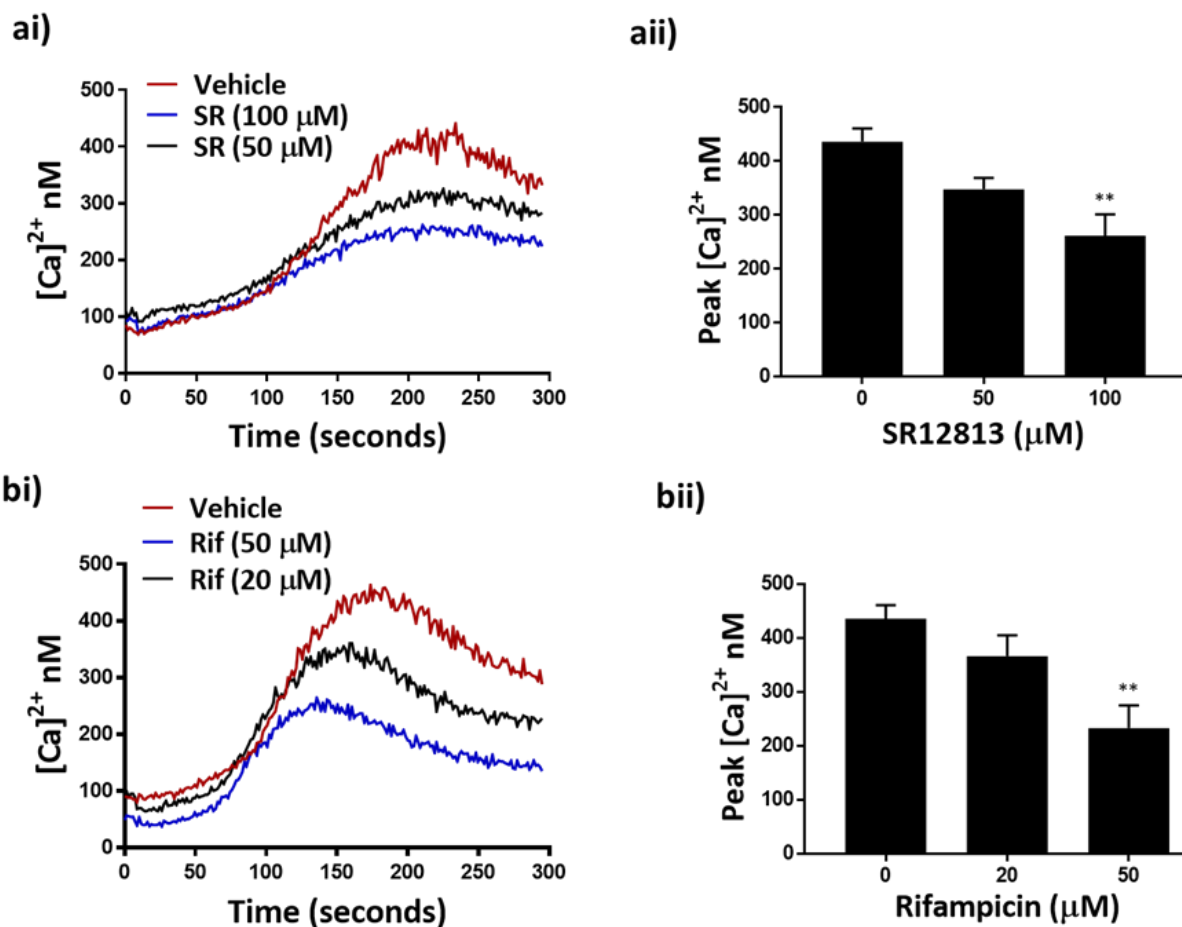 ai)
Vehicle
SR (100 μM)
SR (50 μM)
[Ca]²⁺ nM
500
400
300
200
100
0
0 50 100 150 200 250 300
Time (seconds)
aii)
Peak [Ca]²⁺ nM
500
400
300
200
100
0
**
0 50 100
SR12813 (μM)
bi)
Vehicle
Rif (50 μM)
Rif (20 μM)
[Ca]²⁺ nM
500
400
300
200
100
0
0 50 100 150 200 250 300
Time (seconds)
bii)
Peak [Ca]²⁺ nM
500
400
300
200
100
0
**
0 20 50
Rifampicin (μM)